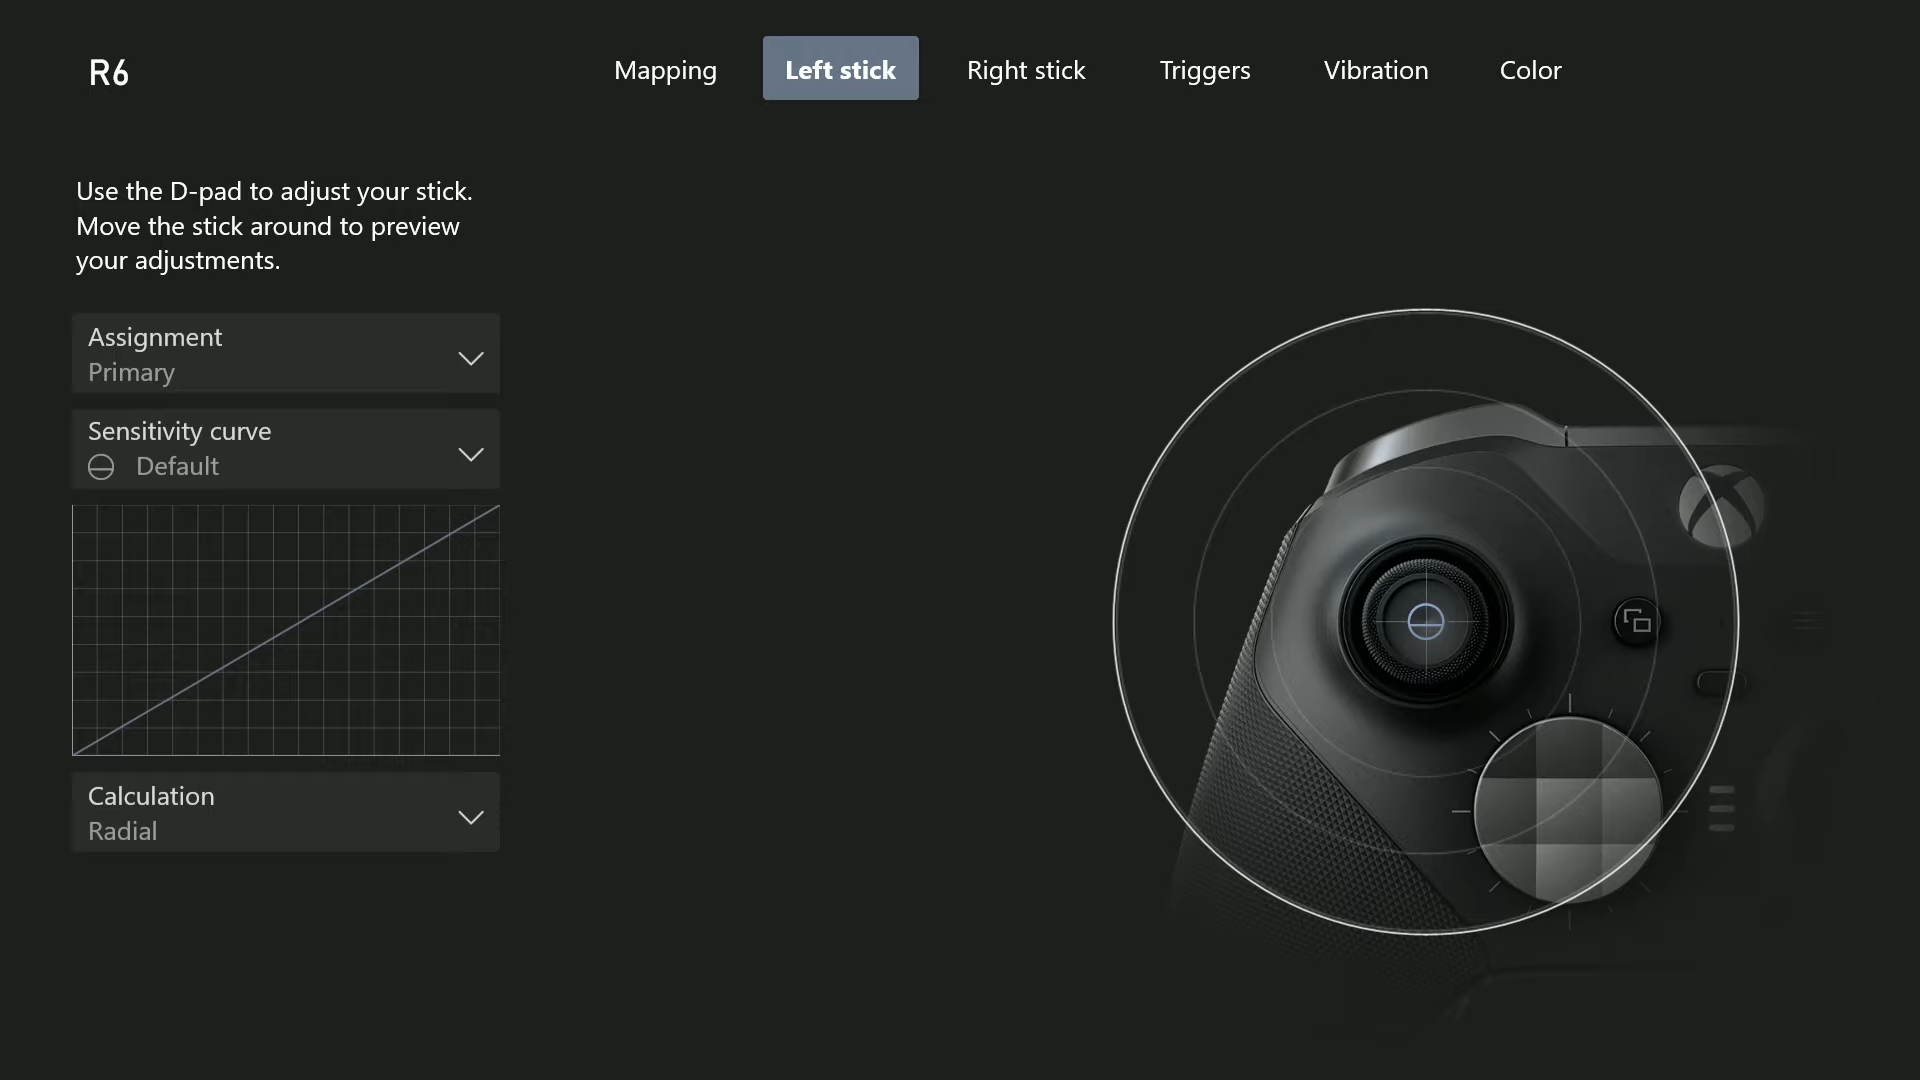 R6
Mapping
Left stick
Right stick
Triggers
Vibration
Color
Use the D-pad to adjust your stick.
Move the stick around to preview
your adjustments.
Assignment
Primary
Sensitivity curve
Default
Calculation
Radial